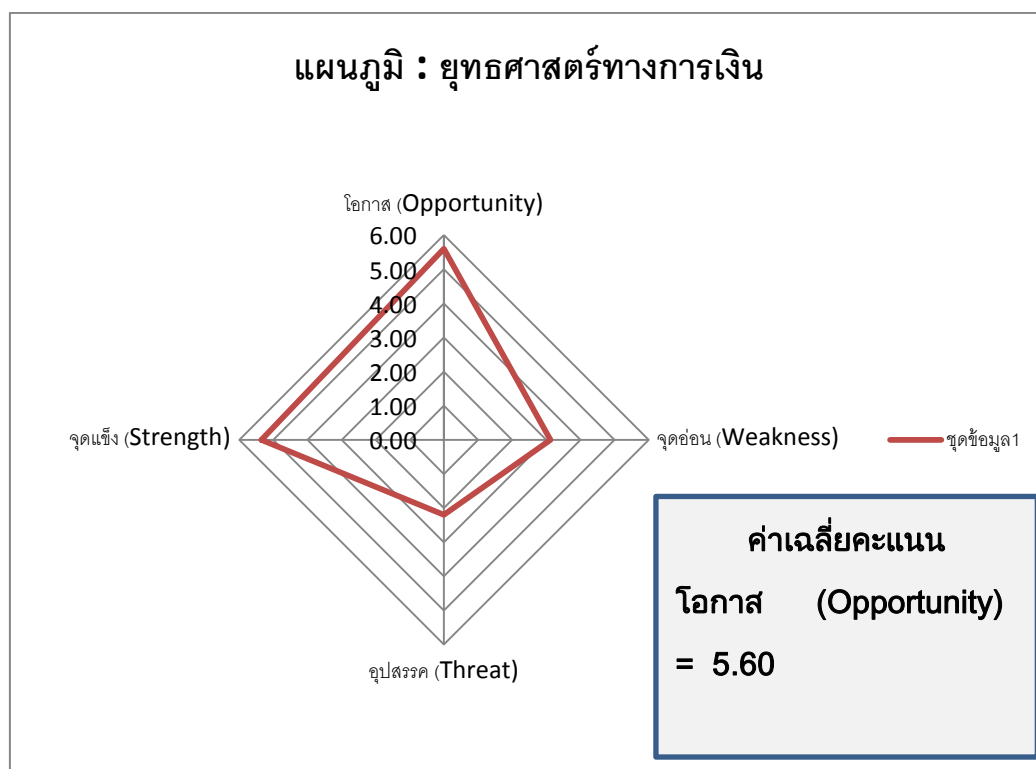 แผนภูมิ : ยุทธศาสตร์ทางการเงิน
โอกาส (Opportunity)
6.00
5.00
4.00
3.00
2.00
1.00
0.00
จุดแข็ง (Strength)
จุดอ่อน (Weakness)
ชุดข้อมูล1
อุปสรรค (Threat)
ค่าเฉลี่ยคะแนน
โอกาส (Opportunity)
= 5.60